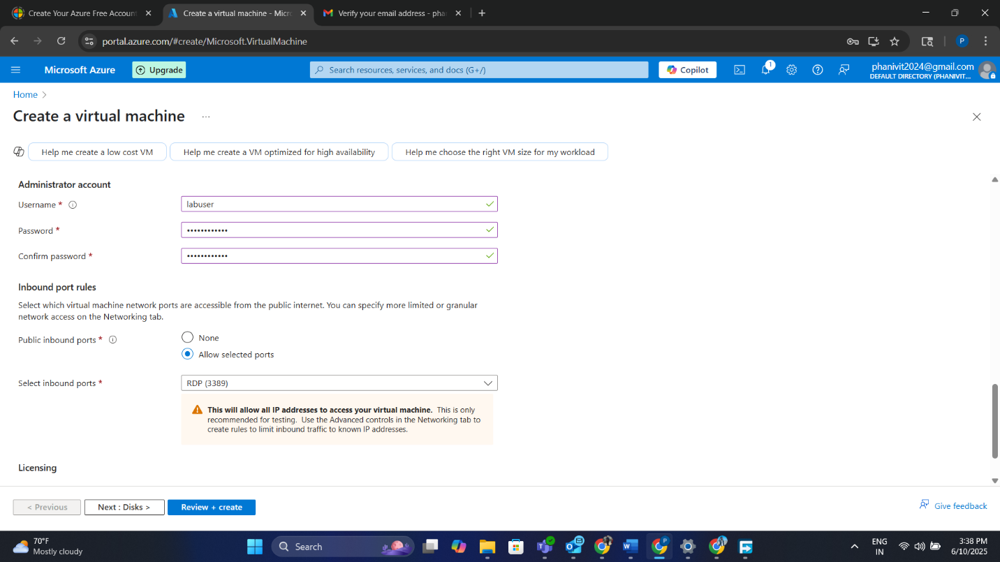 Create Your Azure Free Account
Create a virtual machine - Micro
Verify your email address - pha
portal.azure.com/#create/Microsoft.VirtualMachine
P
Microsoft Azure
Upgrade
Search resources, services, and docs (G+/)
Copilot
1
phanivit2024@gmail.com
DEFAULT DIRECTORY (PHANIVIT...
Home >
Create a virtual machine ...
Help me create a low cost VM
Help me create a VM optimized for high availability
Help me choose the right VM size for my workload
Administrator account
Username *
labuser
Password *
••••••••••••
Confirm password *
••••••••••••
Inbound port rules
Select which virtual machine network ports are accessible from the public internet. You can specify more limited or granular
network access on the Networking tab.
Public inbound ports *
None
Allow selected ports
Select inbound ports *
RDP (3389)
This will allow all IP addresses to access your virtual machine. This is only
recommended for testing. Use the Advanced controls in the Networking tab to
create rules to limit inbound traffic to known IP addresses.
Licensing
< Previous
Next : Disks >
Review + create
Give feedback
70°F
Mostly cloudy
Search
ENG
IN
3:38 PM
6/10/2025